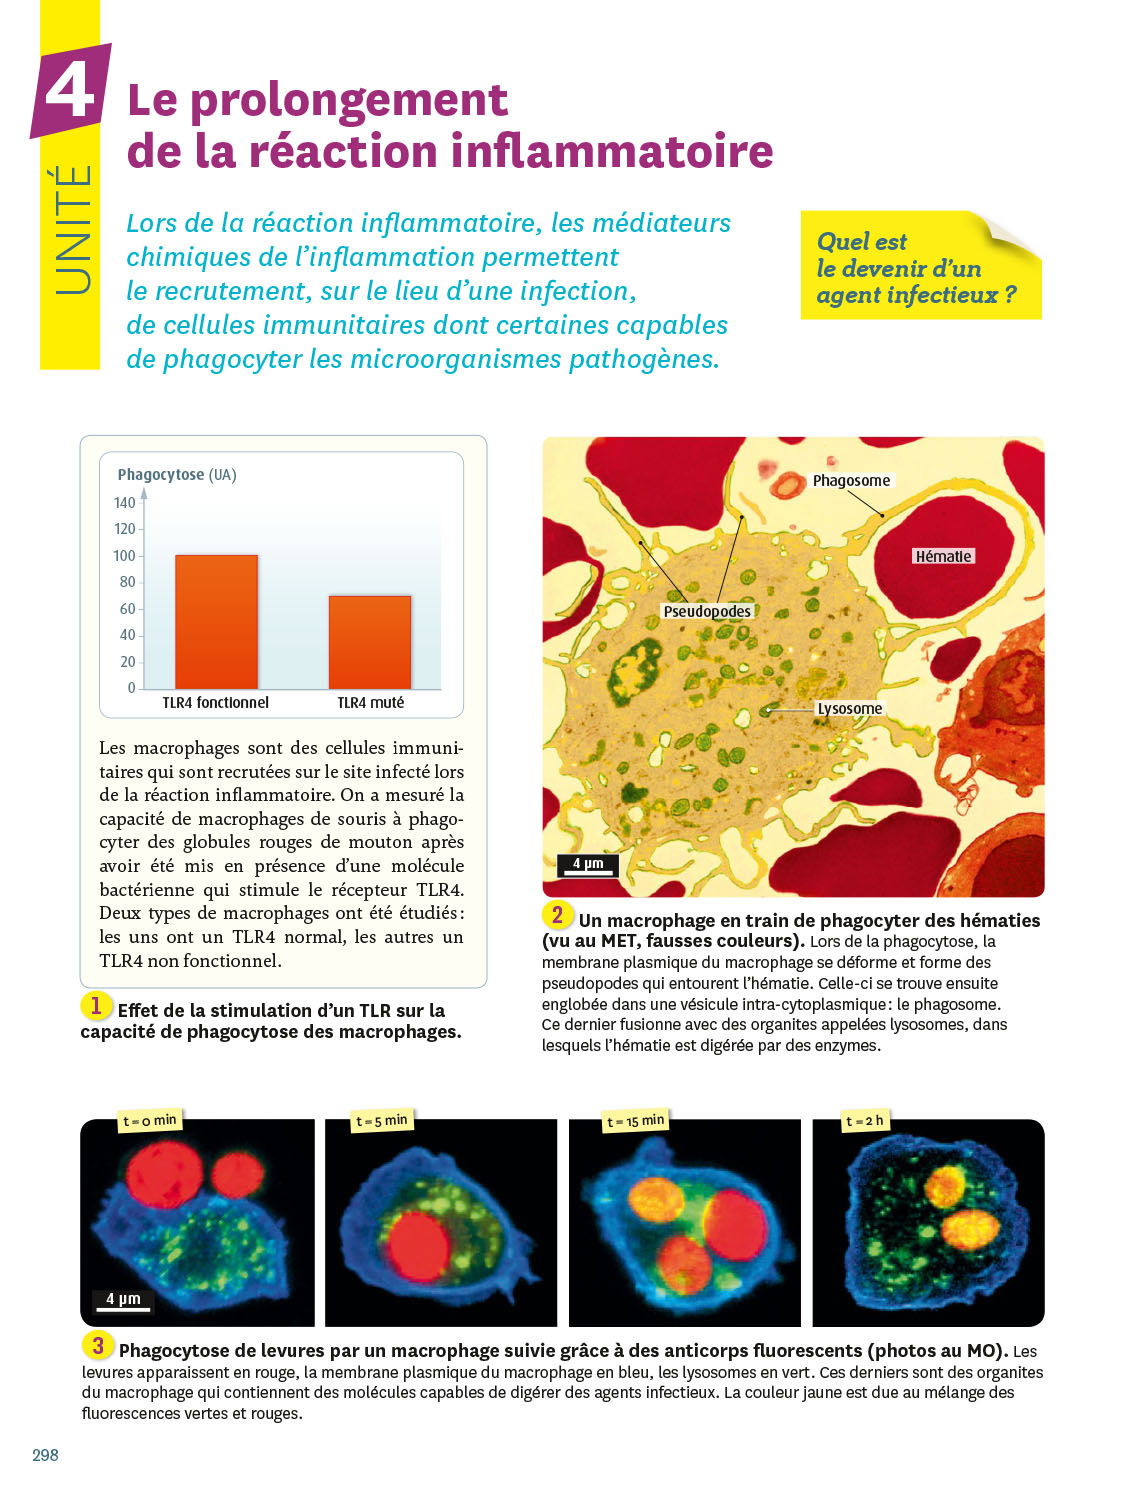 4
UNITÉ
Le prolongement
de la réaction inflammatoire
Lors de la réaction inflammatoire, les médiateurs
chimiques de l'inflammation permettent
le recrutement, sur le lieu d'une infection,
de cellules immunitaires dont certaines capables
de phagocyter les microorganismes pathogènes.
Quel est
le devenir d'un
agent infectieux ?
Phagocytose (UA)
140
120
100
80
60
40
20
0
TLR4 fonctionnel TLR4 muté
Les macrophages sont des cellules immuni-
taires qui sont recrutées sur le site infecté lors
de la réaction inflammatoire. On a mesuré la
capacité de macrophages de souris à phago-
cyter des globules rouges de mouton après
avoir été mis en présence d'une molécule
bactérienne qui stimule le récepteur TLR4.
Deux types de macrophages ont été étudiés :
les uns ont un TLR4 normal, les autres un
TLR4 non fonctionnel.
1 Effet de la stimulation d'un TLR sur la
capacité de phagocytose des macrophages.
Phagosome
Hématie
Pseudopodes
Lysosome
4 µm
2 Un macrophage en train de phagocyter des hématies
(vu au MET, fausses couleurs). Lors de la phagocytose, la
membrane plasmique du macrophage se déforme et forme des
pseudopodes qui entourent l'hématie. Celle-ci se trouve ensuite
englobée dans une vésicule intra-cytoplasmique : le phagosome.
Ce dernier fusionne avec des organites appelées lysosomes, dans
lesquels l'hématie est digérée par des enzymes.
t = 0 min
t = 5 min
t = 15 min
t = 2 h
4 µm
3 Phagocytose de levures par un macrophage suivie grâce à des anticorps fluorescents (photos au MO). Les
levures apparaissent en rouge, la membrane plasmique du macrophage en bleu, les lysosomes en vert. Ces derniers sont des organites
du macrophage qui contiennent des molécules capables de digérer des agents infectieux. La couleur jaune est due au mélange des
fluorescences vertes et rouges.
298